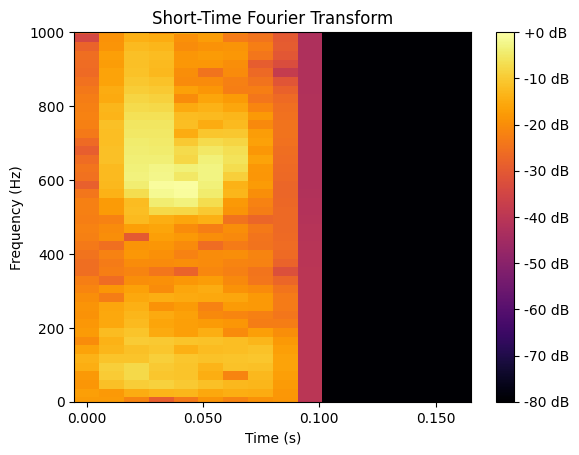 Short-Time Fourier Transform
1000
800
600
400
200
0
Frequency (Hz)
0.000
0.050
0.100
0.150
Time (s)
+0 dB
-10 dB
-20 dB
-30 dB
-40 dB
-50 dB
-60 dB
-70 dB
-80 dB